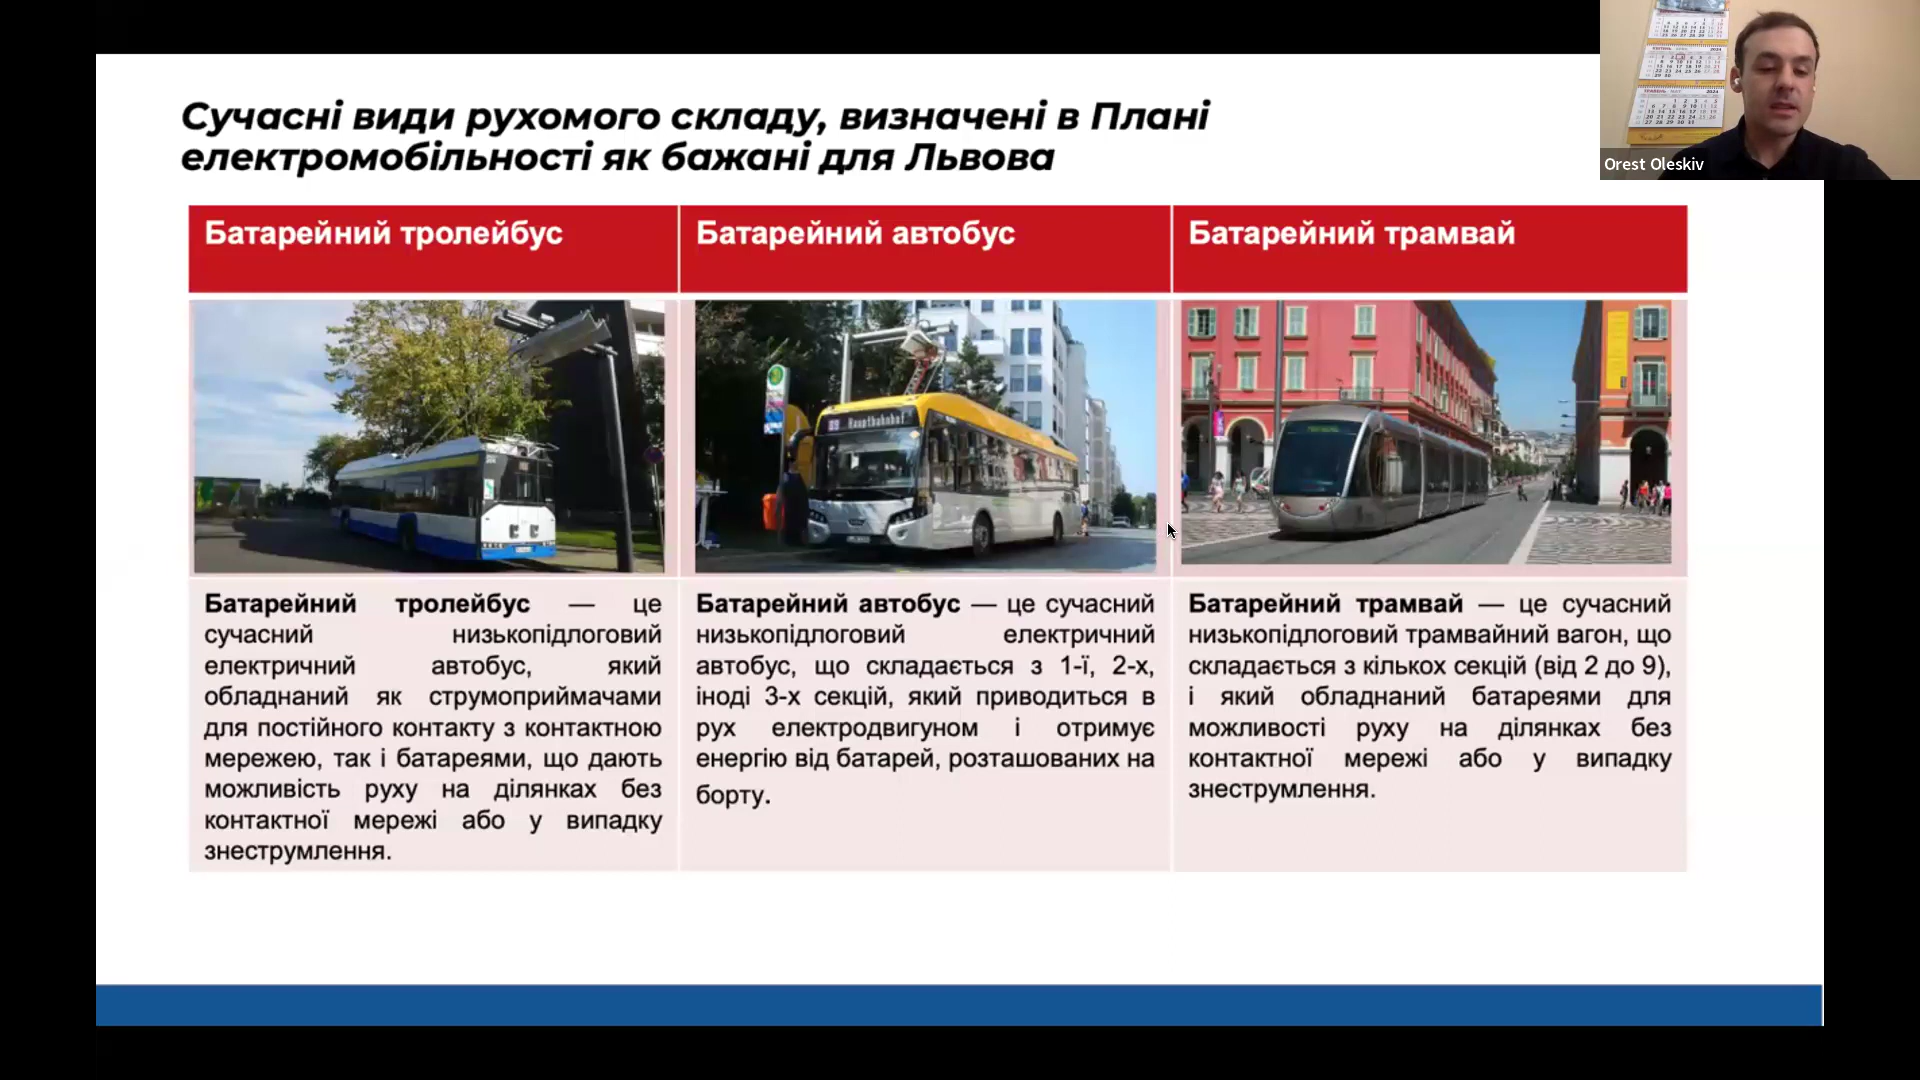 Сучасні види рухомого складу, визначені в Плані
електромобільності як бажані для Львова
Orest Oleskiv
Батарейний тролейбус
Батарейний автобус
Батарейний трамвай
Hauptbahnhof
Батарейний тролейбус — це
сучасний низькопідлоговий
електричний автобус, який
обладнаний як струмоприймачами
для постійного контакту з контактною
мережею, так і батареями, що дають
можливість руху на ділянках без
контактної мережі або у випадку
знеструмлення.
Батарейний автобус — це сучасний
низькопідлоговий електричний
автобус, що складається з 1-ї, 2-х,
іноді 3-х секцій, який приводиться в
рух електродвигуном і отримує
енергію від батарей, розташованих на
борту.
Батарейний трамвай — це сучасний
низькопідлоговий трамвайний вагон, що
складається з кількох секцій (від 2 до 9),
і який обладнаний батареями для
можливості руху на ділянках без
контактної мережі або у випадку
знеструмлення.